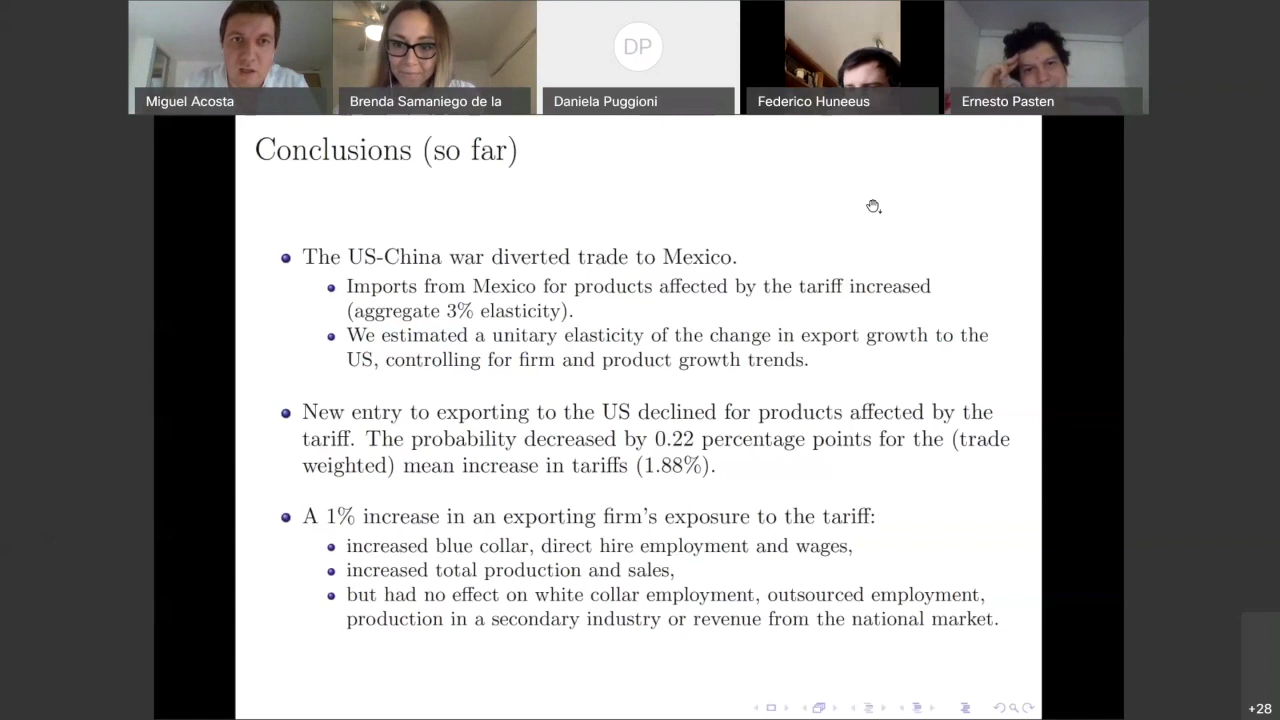 DP
Miguel Acosta
Brenda Samaniego de la
Daniela Puggioni
Federico Huneeus
Ernesto Pasten
Conclusions (so far)
The US-China war diverted trade to Mexico.
Imports from Mexico for products affected by the tariff increased
(aggregate 3% elasticity).
We estimated a unitary elasticity of the change in export growth to the
US, controlling for firm and product growth trends.
New entry to exporting to the US declined for products affected by the
tariff. The probability decreased by 0.22 percentage points for the (trade
weighted) mean increase in tariffs (1.88%).
A 1% increase in an exporting firm's exposure to the tariff:
increased blue collar, direct hire employment and wages,
increased total production and sales,
but had no effect on white collar employment, outsourced employment,
production in a secondary industry or revenue from the national market.
+28